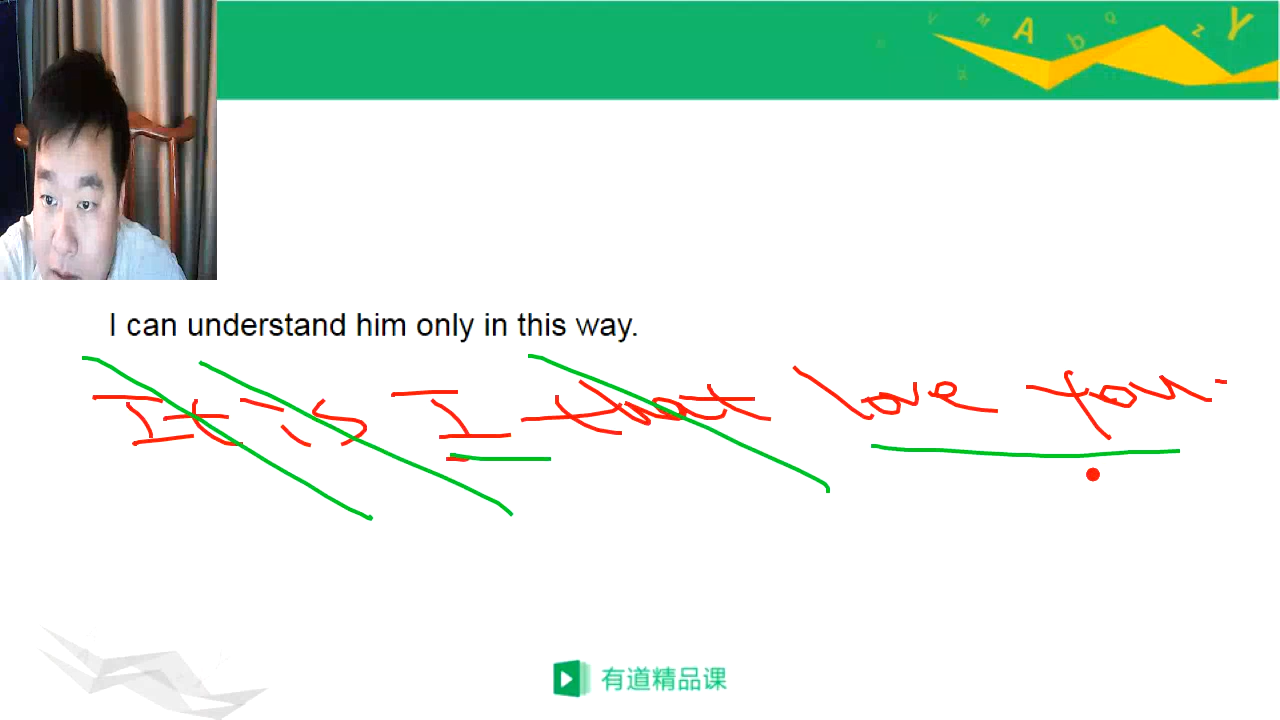 I can understand him only in this way.
It is I that love you.
有道精品课